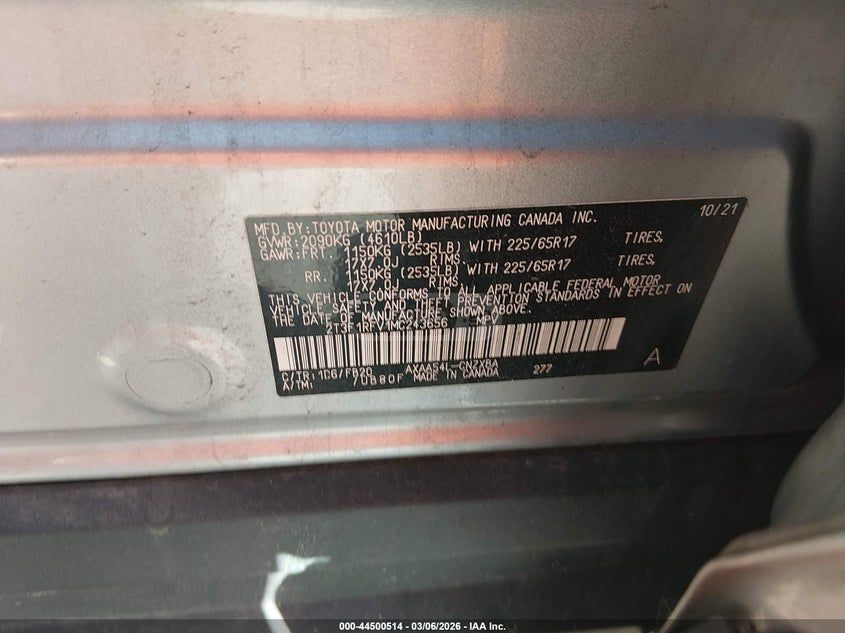 MFD.BY:TOYOTA MOTOR MANUFACTURING CANADA INC. 10/21
GVWR:2090KG (4610LB)
GAWR:FRT. 1150KG (2535LB) WITH 225/65R17 TIRES,
17X7.0J RIMS
RR. 1150KG (2535LB) WITH 225/65R17 TIRES,
17X7.0J RIMS
THIS VEHICLE CONFORMS TO ALL APPLICABLE FEDERAL MOTOR
VEHICLE SAFETY AND THEFT PREVENTION STANDARDS IN EFFECT ON
THE DATE OF MANUFACTURE SHOWN ABOVE.
2T3F1RFV1MC243656 MPV
C/TR:1D6/FB20 AXAA54L-CNZXBA 277 A
A/TM: /UB80F MADE IN CANADA
000-44500514 - 03/06/2026 - IAA Inc.